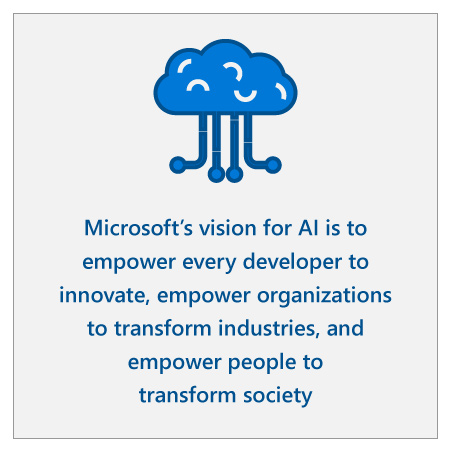 Microsoft’s vision for AI is to
empower every developer to
innovate, empower organizations
to transform industries, and
empower people to
transform society